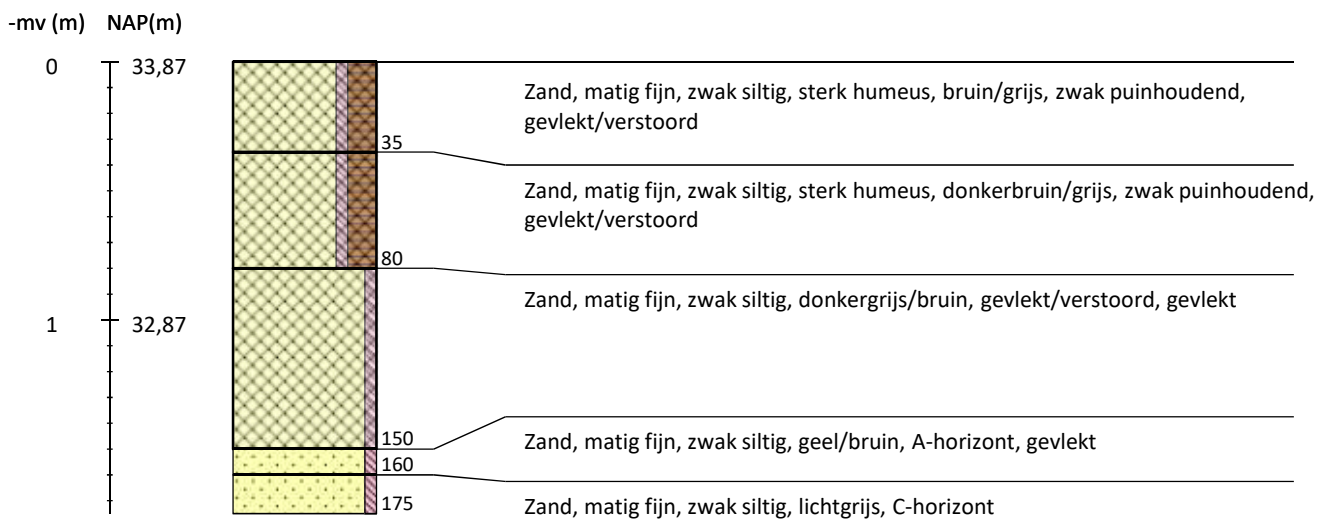 -mv (m) NAP(m)
0 33,87
Zand, matig fijn, zwak siltig, sterk humeus, bruin/grijs, zwak puinhoudend,
gevlekt/verstoord
35
Zand, matig fijn, zwak siltig, sterk humeus, donkerbruin/grijs, zwak puinhoudend,
gevlekt/verstoord
80
Zand, matig fijn, zwak siltig, donkergrijs/bruin, gevlekt/verstoord, gevlekt
1 32,87
150
Zand, matig fijn, zwak siltig, geel/bruin, A-horizont, gevlekt
160
175
Zand, matig fijn, zwak siltig, lichtgrijs, C-horizont